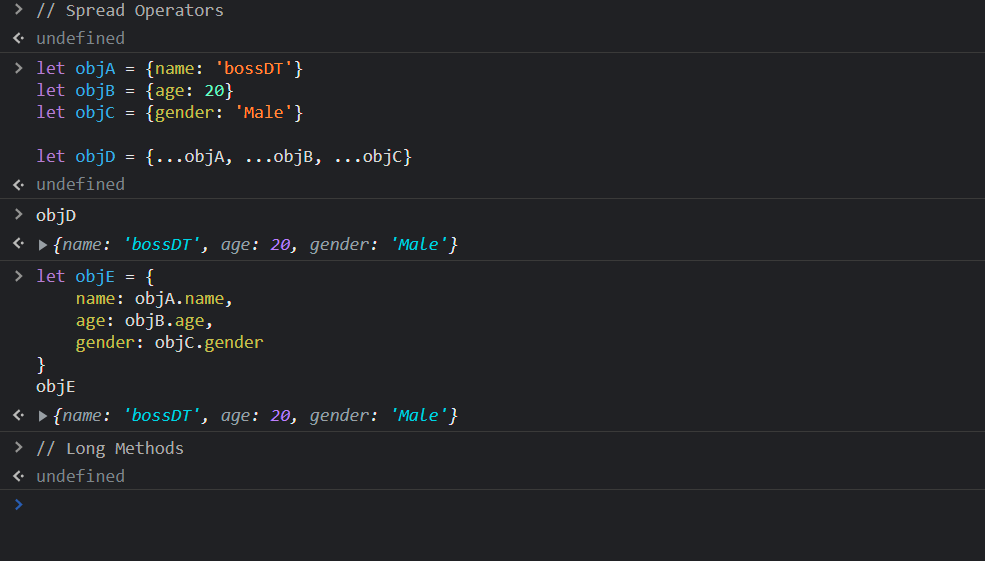 > // Spread Operators
< undefined
> let objA = {name: 'bossDT'}
let objB = {age: 20}
let objC = {gender: 'Male'}
let objD = {...objA, ...objB, ...objC}
< undefined
> objD
< ▶ {name: 'bossDT', age: 20, gender: 'Male'}
> let objE = {
    name: objA.name,
    age: objB.age,
    gender: objC.gender
}
objE
< ▶ {name: 'bossDT', age: 20, gender: 'Male'}
> // Long Methods
< undefined
>